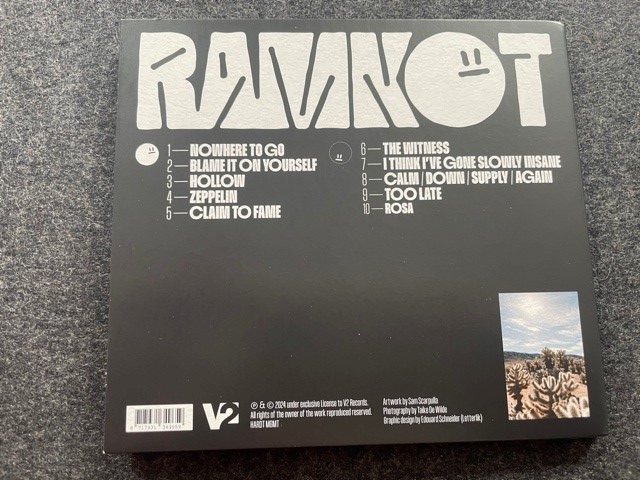 RAMKOT
1 — NOWHERE TO GO
2 — BLAME IT ON YOURSELF
3 — HOLLOW
4 — ZEPPELIN
5 — CLAIM TO FAME
6 — THE WITNESS
7 — I THINK I'VE GONE SLOWLY INSANE
8 — CALM / DOWN / SUPPLY / AGAIN
9 — TOO LATE
10 — ROSA
V2
℗ & © 2024 under exclusive License to V2 Records.
All rights of the owner of the work reproduced reserved.
HARDT MGMT
Artwork by Sam Scarpulla
Photography by Talke De Wilde
Graphic design by Edouard Schneider (Letterlik)